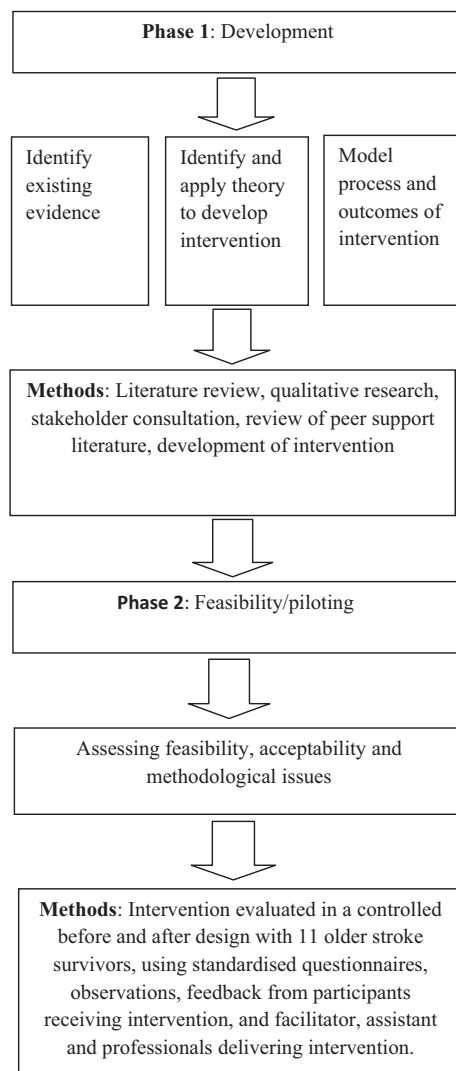 Phase 1: Development
Identify
existing
evidence
Identify and
apply theory
to develop
intervention
Model
process and
outcomes of
intervention
Methods: Literature review, qualitative research,
stakeholder consultation, review of peer support
literature, development of intervention
Phase 2: Feasibility/piloting
Assessing feasibility, acceptability and
methodological issues
Methods: Intervention evaluated in a controlled
before and after design with 11 older stroke
survivors, using standardised questionnaires,
observations, feedback from participants
receiving intervention, and facilitator, assistant
and professionals delivering intervention.